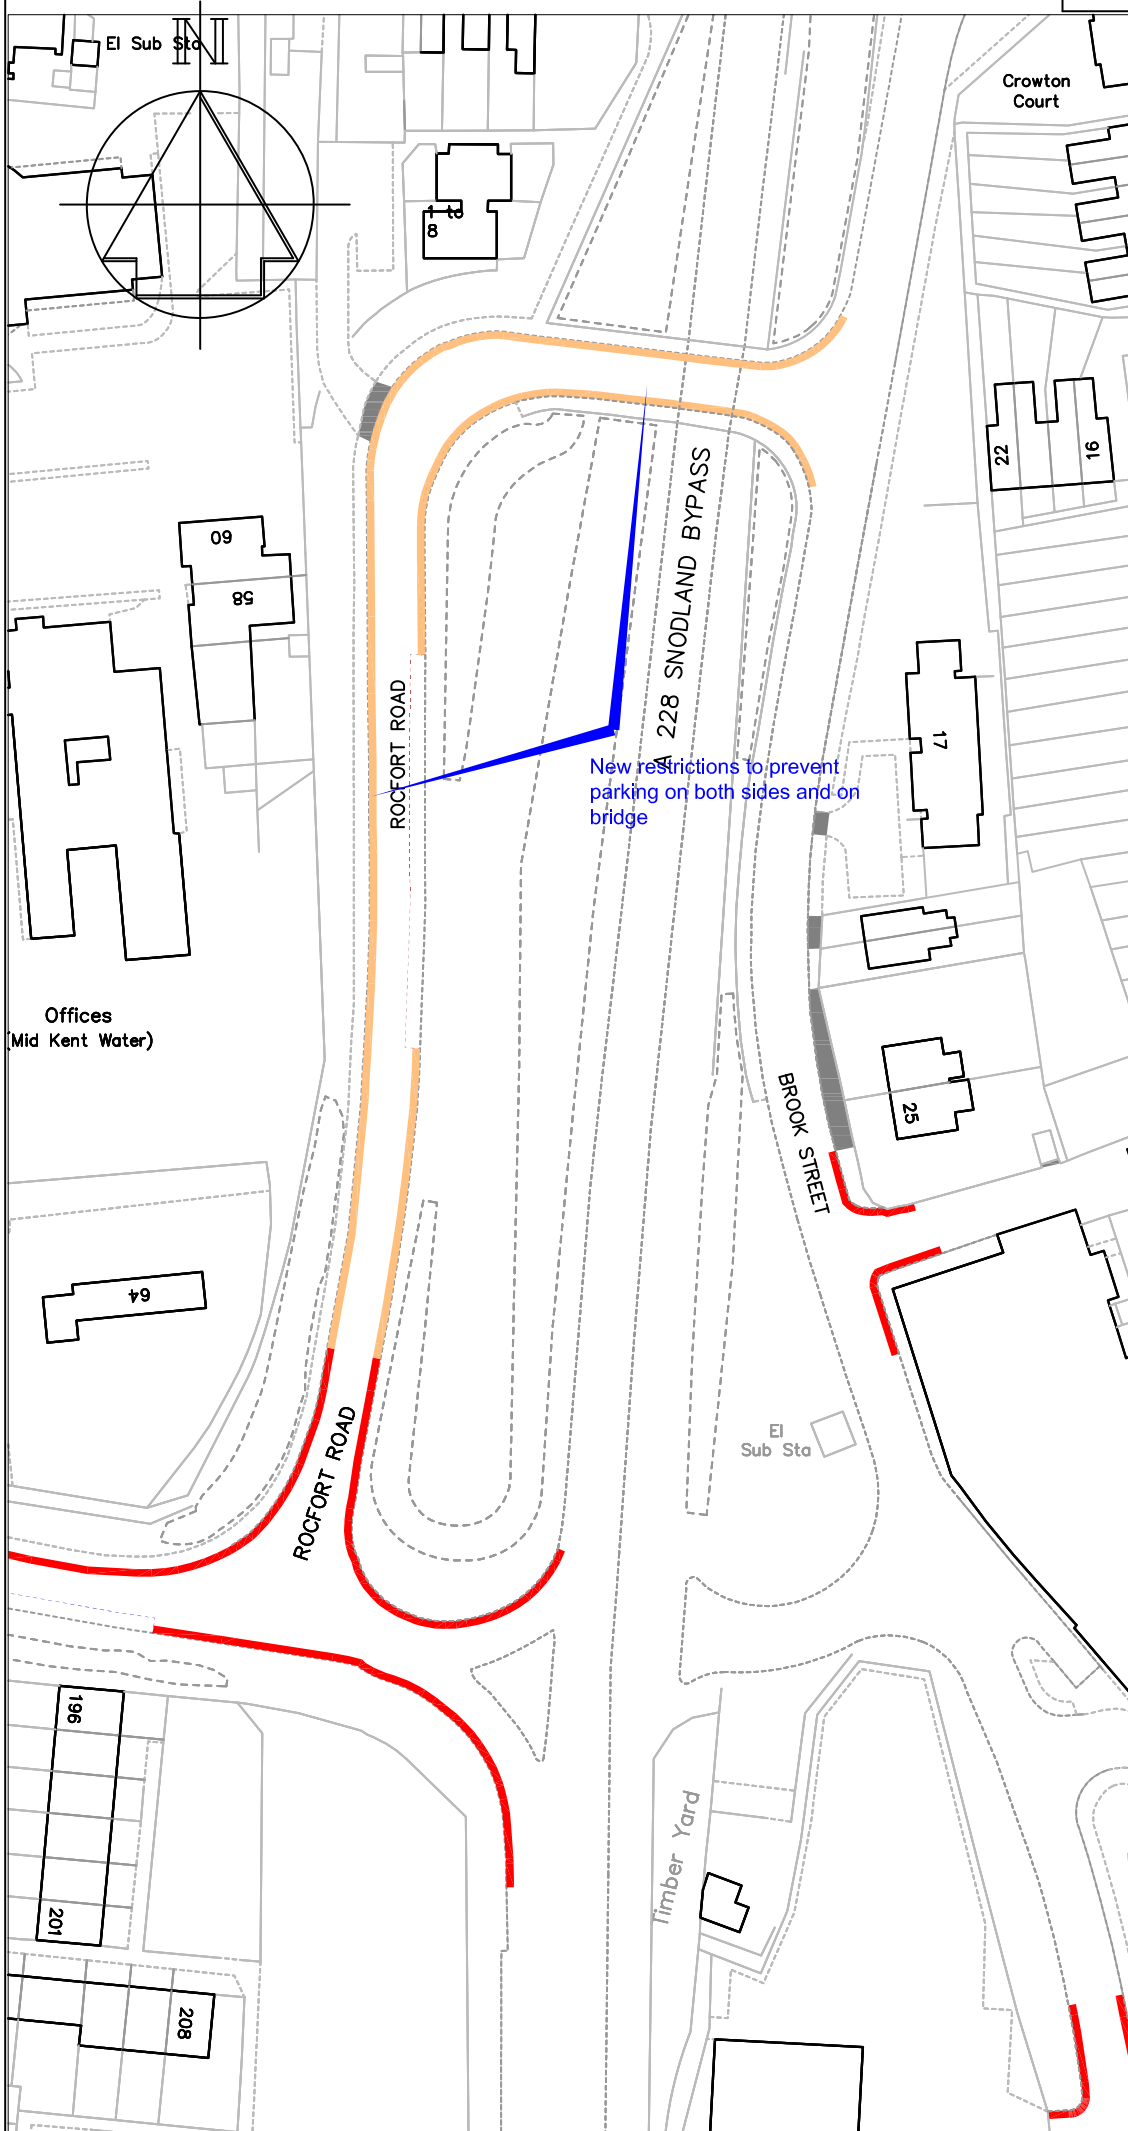 El Sub Sta
N
Crowton
Court
1 to
8
22
16
60
58
A 228 SNODLAND BYPASS
ROCFORT ROAD
17
New restrictions to prevent
parking on both sides and on
bridge
Offices
(Mid Kent Water)
25
BROOK STREET
64
ROCFORT ROAD
El
Sub Sta
196
Timber Yard
201
208